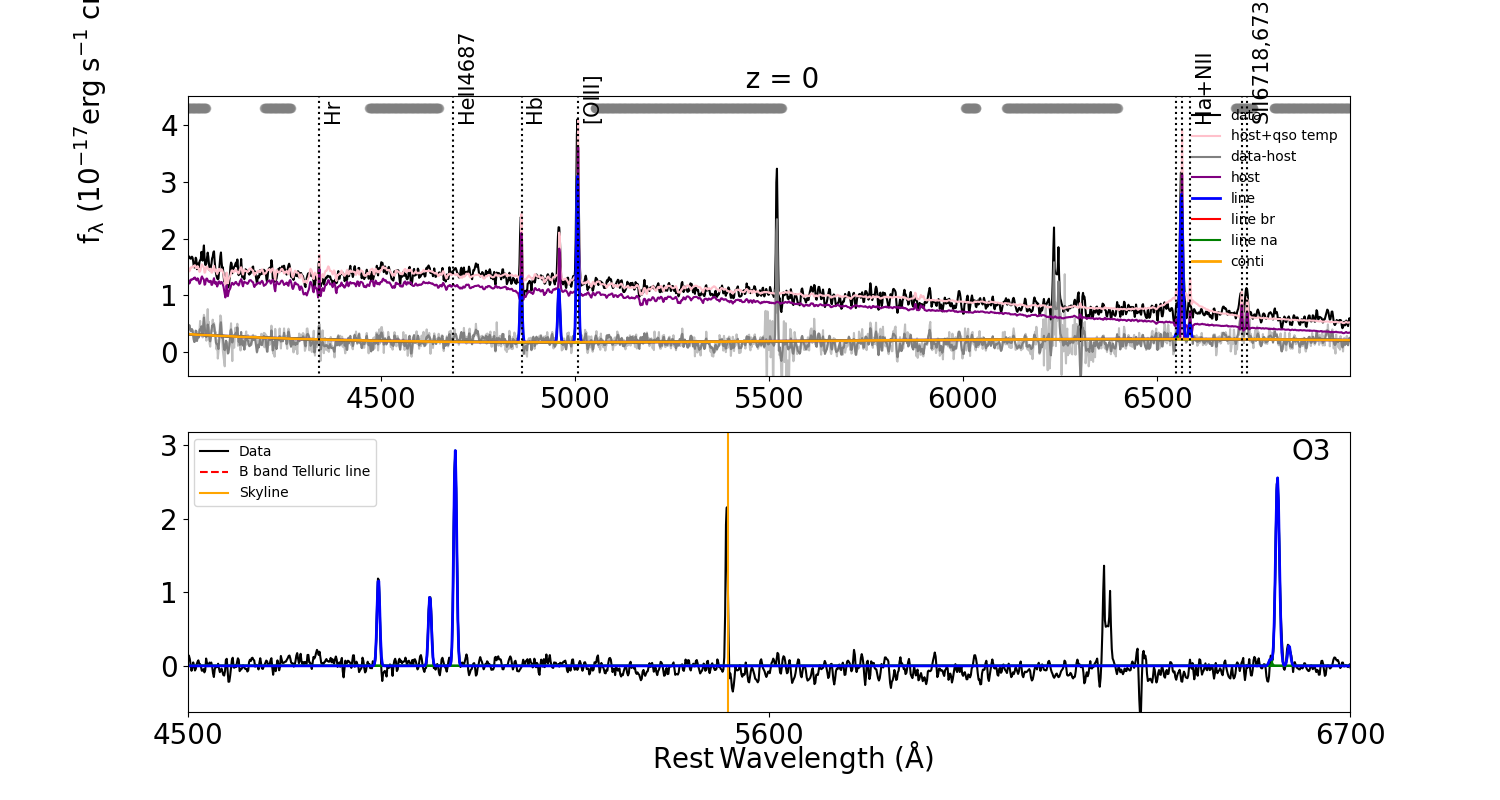 z = 0
f_λ (10^−17 erg s^−1
Hr
HeII4687
Hb
[OIII]
Ha+NII
SII6718,673
data
host+qso temp
data-host
host
line
line br
line na
conti
4
3
2
1
0
4500
5000
5500
6000
6500
Data
B band Telluric line
Skyline
O3
3
2
1
0
4500
5600
6700
Rest Wavelength (Å)